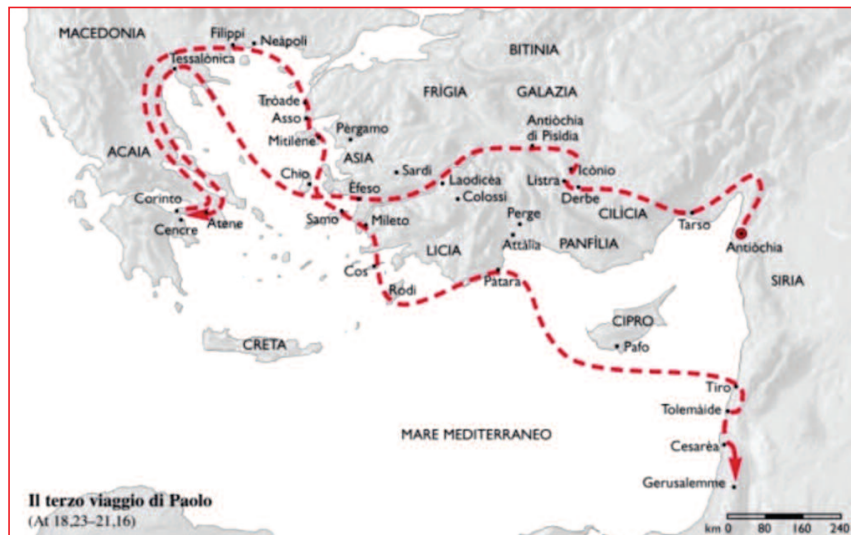 MACEDONIA
Filippi
Neàpoli
Tessalònica
BITINIA
FRÌGIA
GALAZIA
Tròade
Asso
Mitilène
Pèrgamo
ASIA
Antiòchia
di Pisìdia
ACAIA
Chio
Sardi
Laodicèa
Colossi
Icònio
Listra
Derbe
CILÌCIA
Corinto
Cencre
Atene
Èfeso
Samo
Mileto
Perge
Attàlia
PANFÌLIA
Tarso
Antiòchia
SIRIA
LICIA
Cos
Rodi
Pàtara
CIPRO
Pafo
CRETA
Tiro
Tolemàide
MARE MEDITERRANEO
Cesarèa
Gerusalemme
Il terzo viaggio di Paolo
(At 18,23–21,16)
km 0 80 160 240